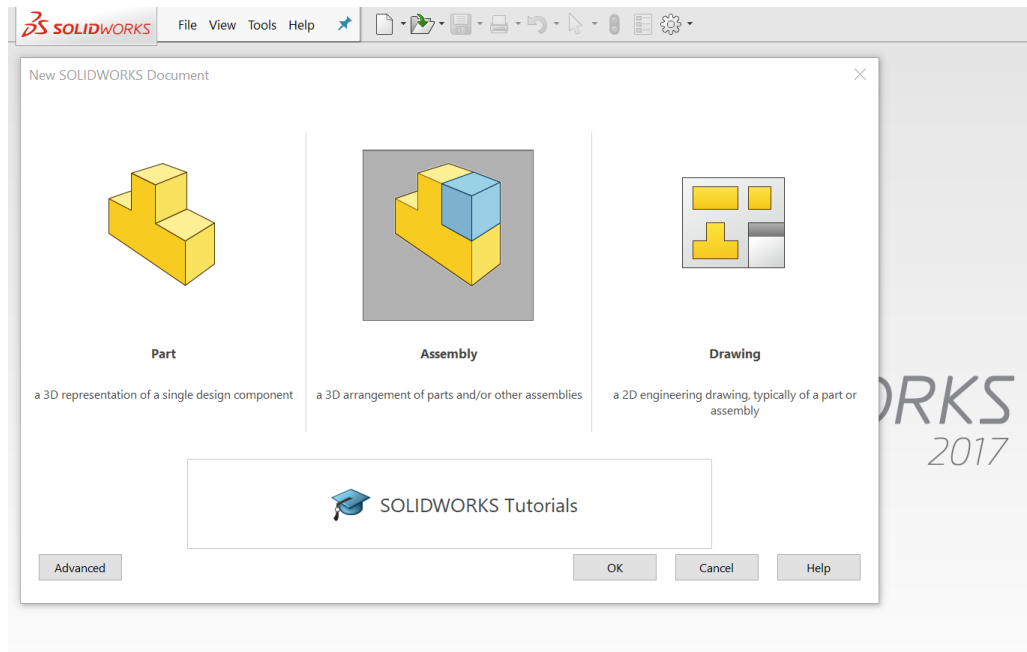 SOLIDWORKS File View Tools Help
New SOLIDWORKS Document
Part
a 3D representation of a single design component
Assembly
a 3D arrangement of parts and/or other assemblies
Drawing
a 2D engineering drawing, typically of a part or
assembly
RKS
2017
SOLIDWORKS Tutorials
Advanced OK Cancel Help